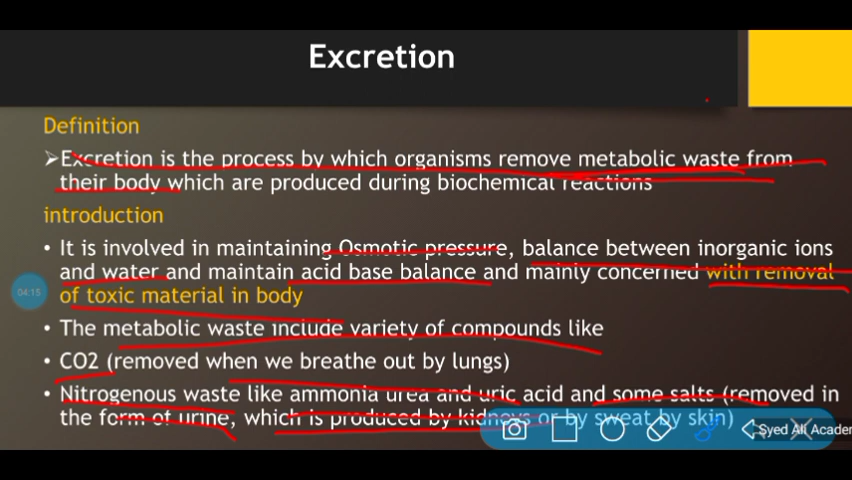 Excretion
Definition
➢Excretion is the process by which organisms remove metabolic waste from
their body which are produced during biochemical reactions
introduction
• It is involved in maintaining Osmotic pressure, balance between inorganic ions
and water and maintain acid base balance and mainly concerned with removal
of toxic material in body
04:15
• The metabolic waste include variety of compounds like
• CO2 (removed when we breathe out by lungs)
• Nitrogenous waste like ammonia urea and uric acid and some salts (removed in
the form of urine, which is produced by kidneys or by sweat by skin)
Syed Ali Academ